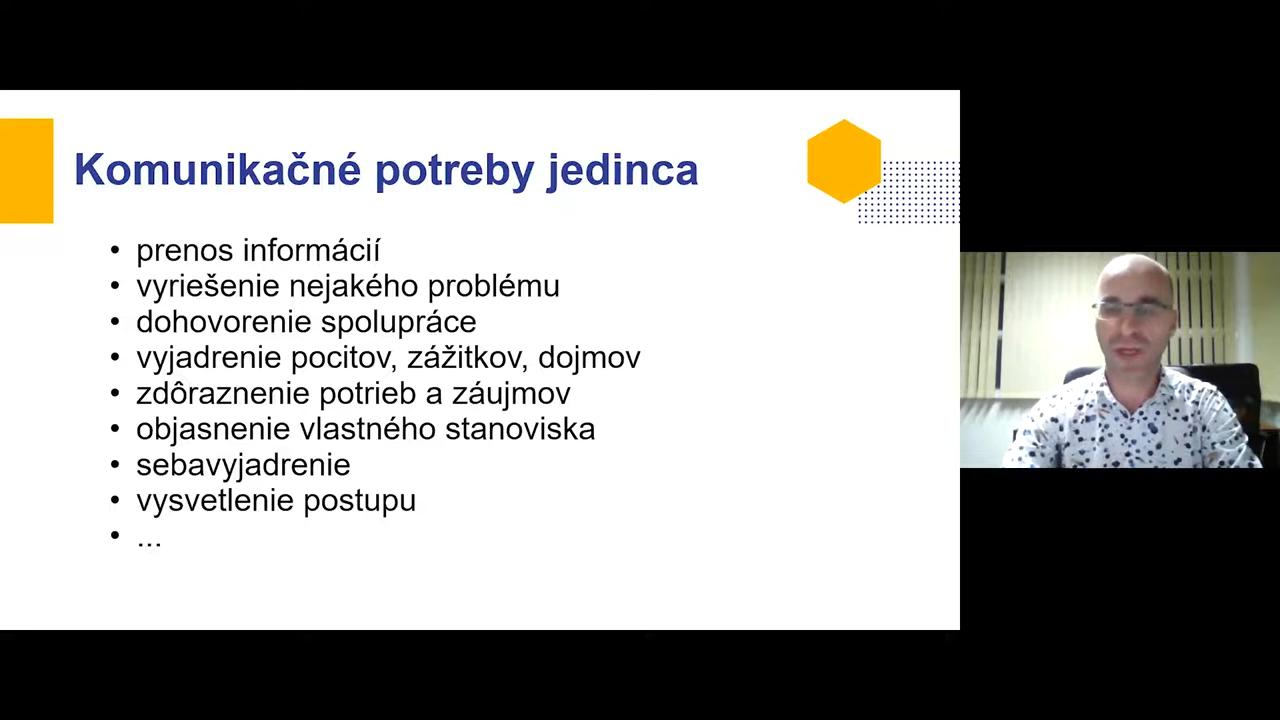 Komunikačné potreby jedinca
• prenos informácií
• vyriešenie nejakého problému
• dohovorenie spolupráce
• vyjadrenie pocitov, zážitkov, dojmov
• zdôraznenie potrieb a záujmov
• objasnenie vlastného stanoviska
• sebavyjadrenie
• vysvetlenie postupu
• ...